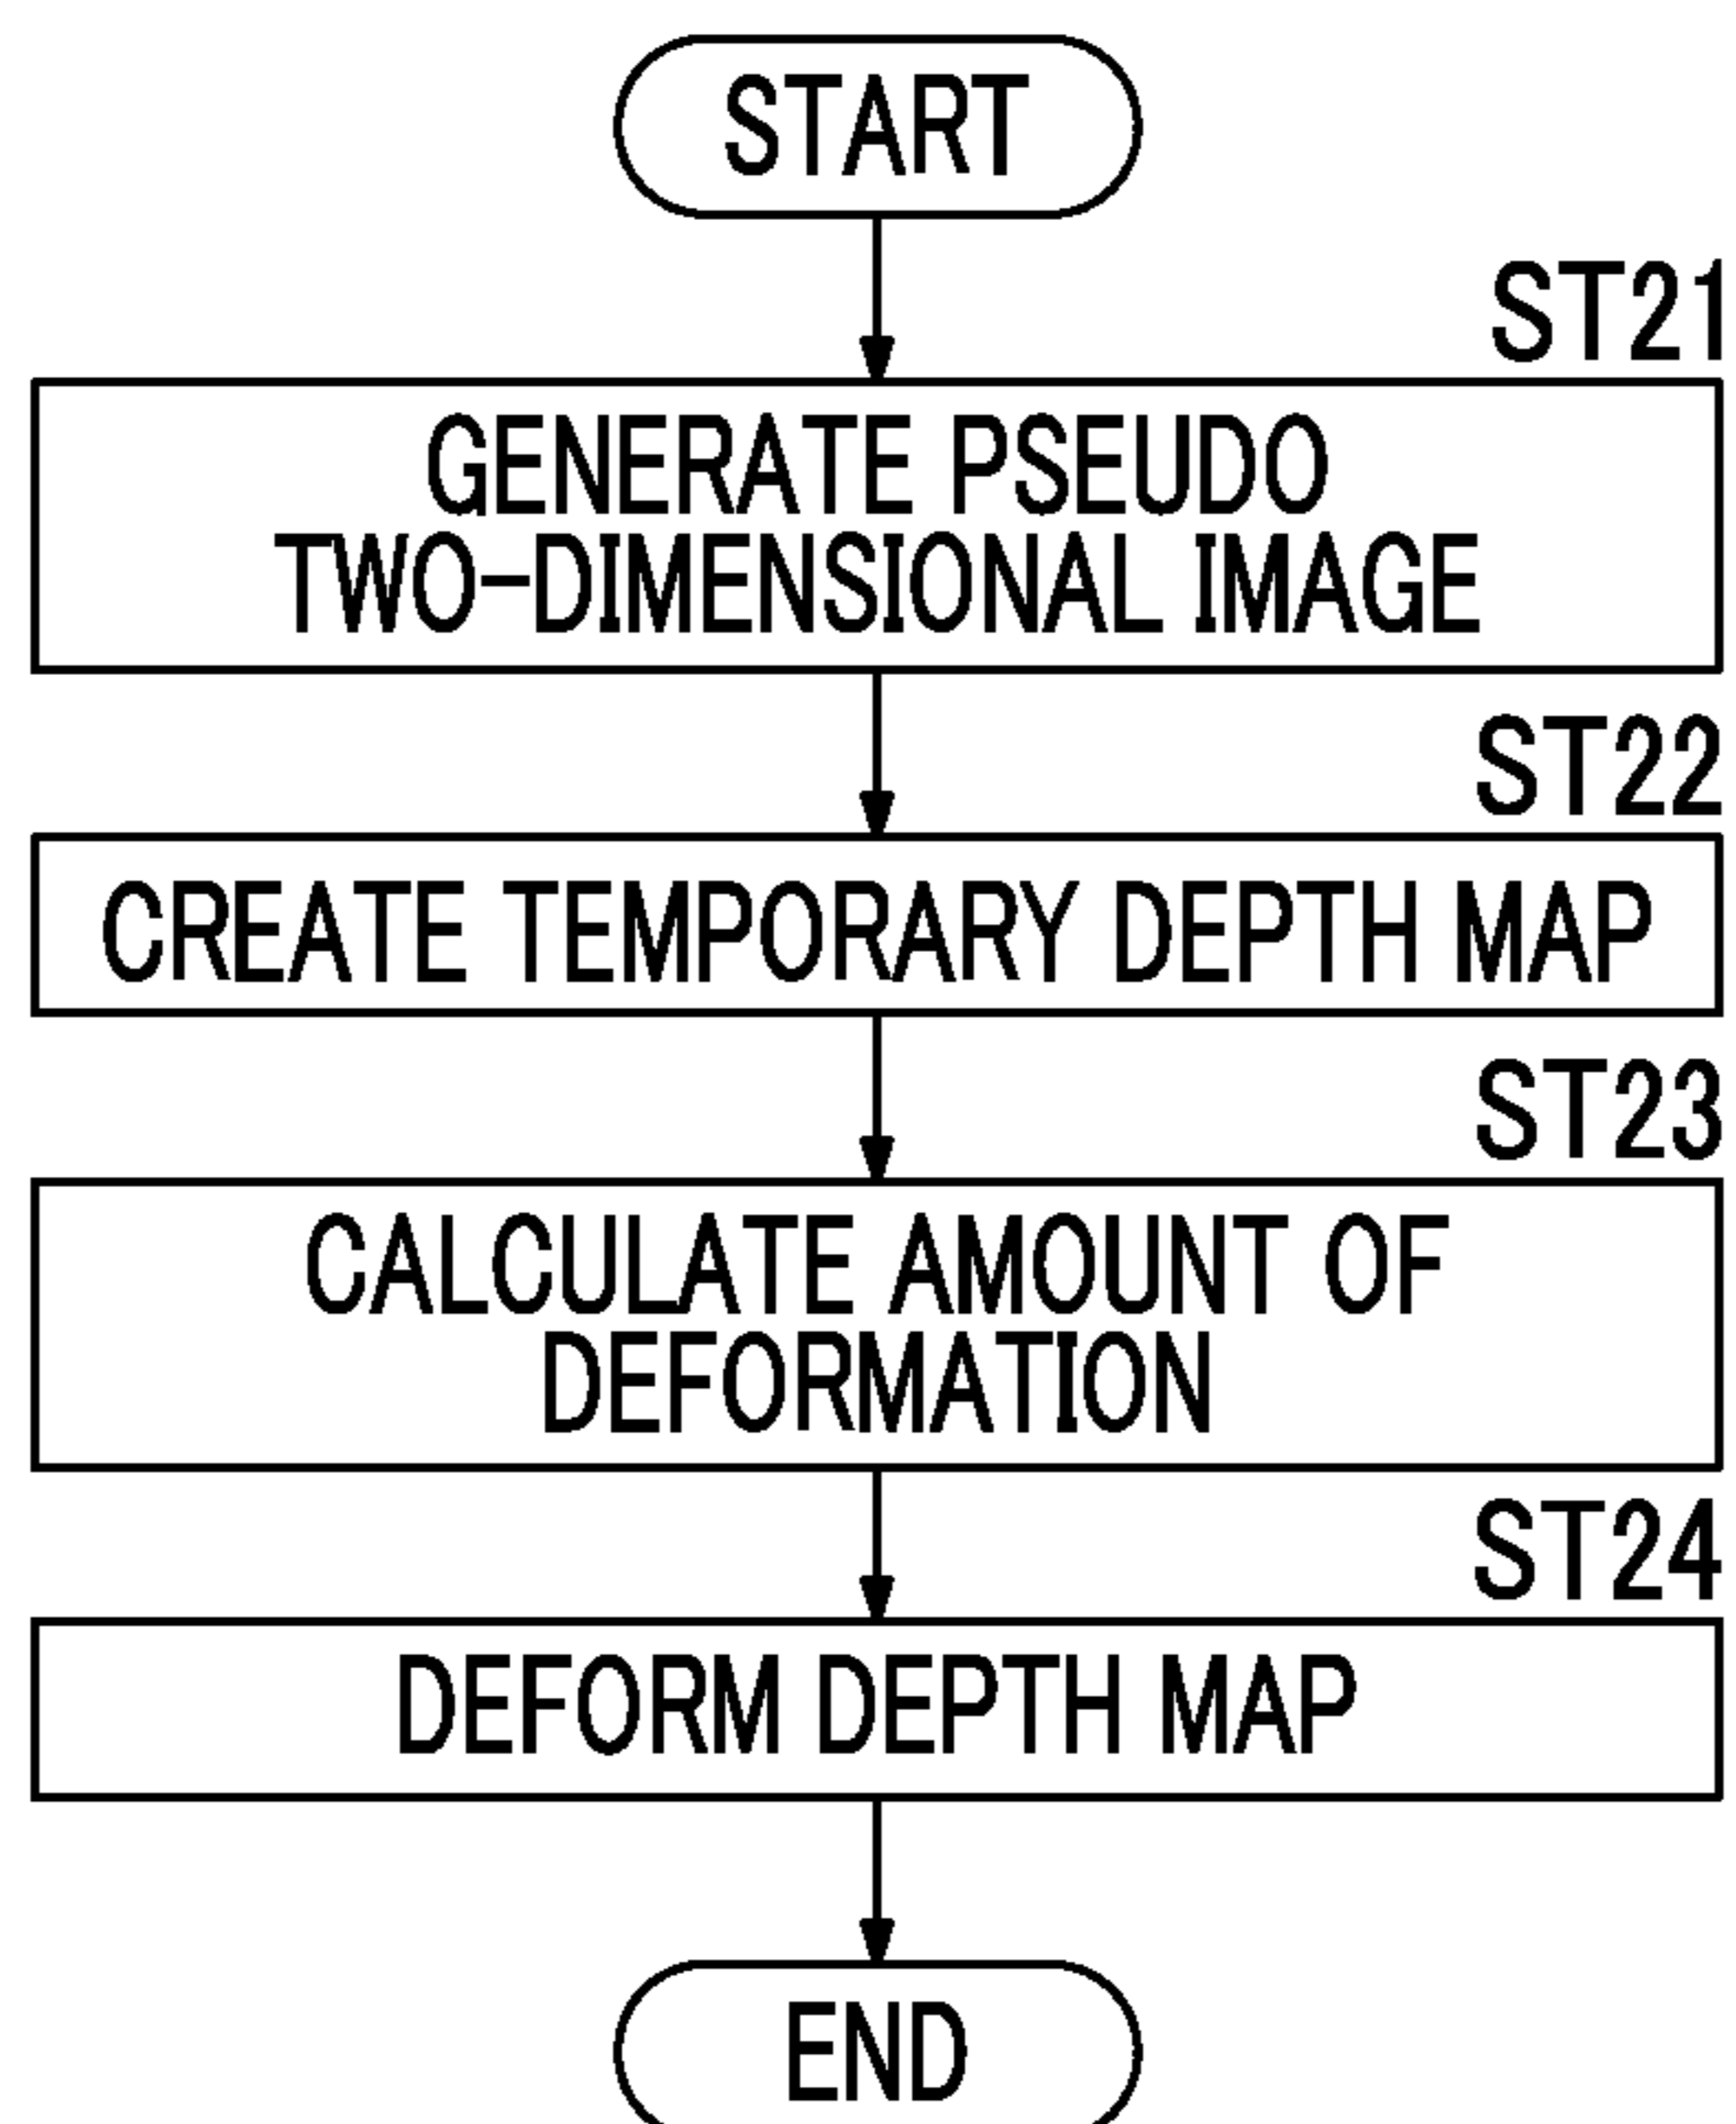 START
ST21
GENERATE PSEUDO
TWO-DIMENSIONAL IMAGE
ST22
CREATE TEMPORARY DEPTH MAP
ST23
CALCULATE AMOUNT OF
DEFORMATION
ST24
DEFORM DEPTH MAP
END